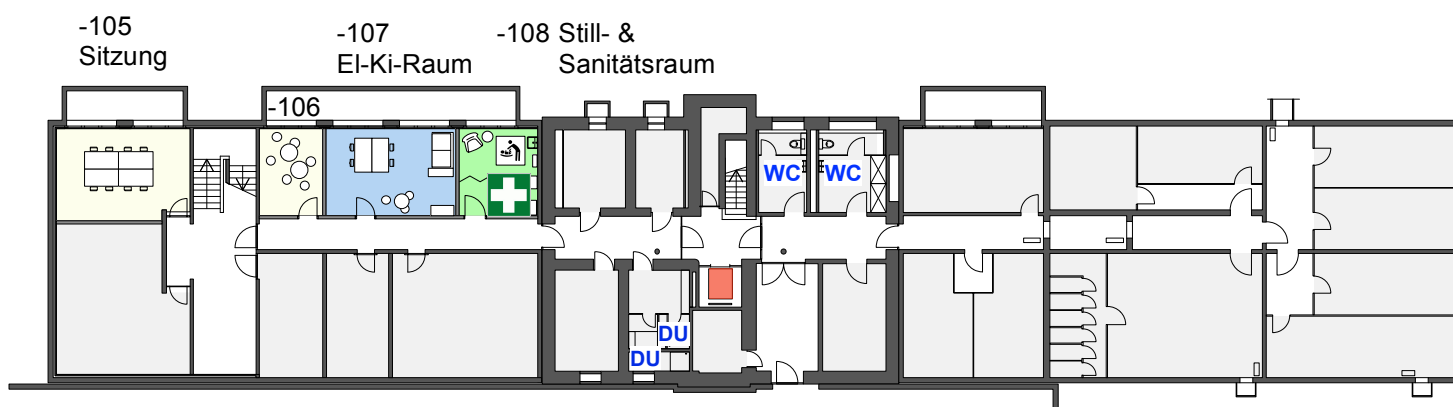 -105
Sitzung
-107
El-Ki-Raum
-108 Still- &
Sanitätsraum
-106
WC
WC
DU
DU